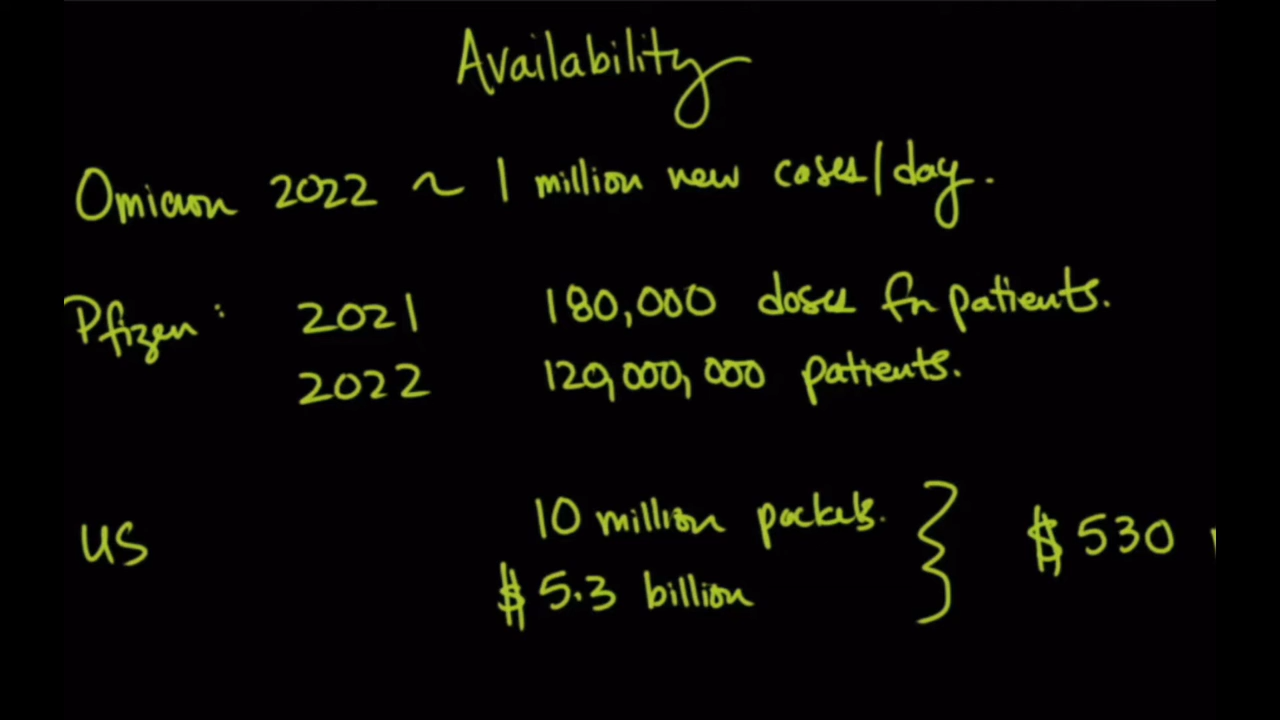 Availability
Omicron 2022 ~ 1 million new cases/day.
Pfizer: 2021 180,000 doses for patients.
2022 120,000,000 patients.
US 10 million packets. } $530
$5.3 billion